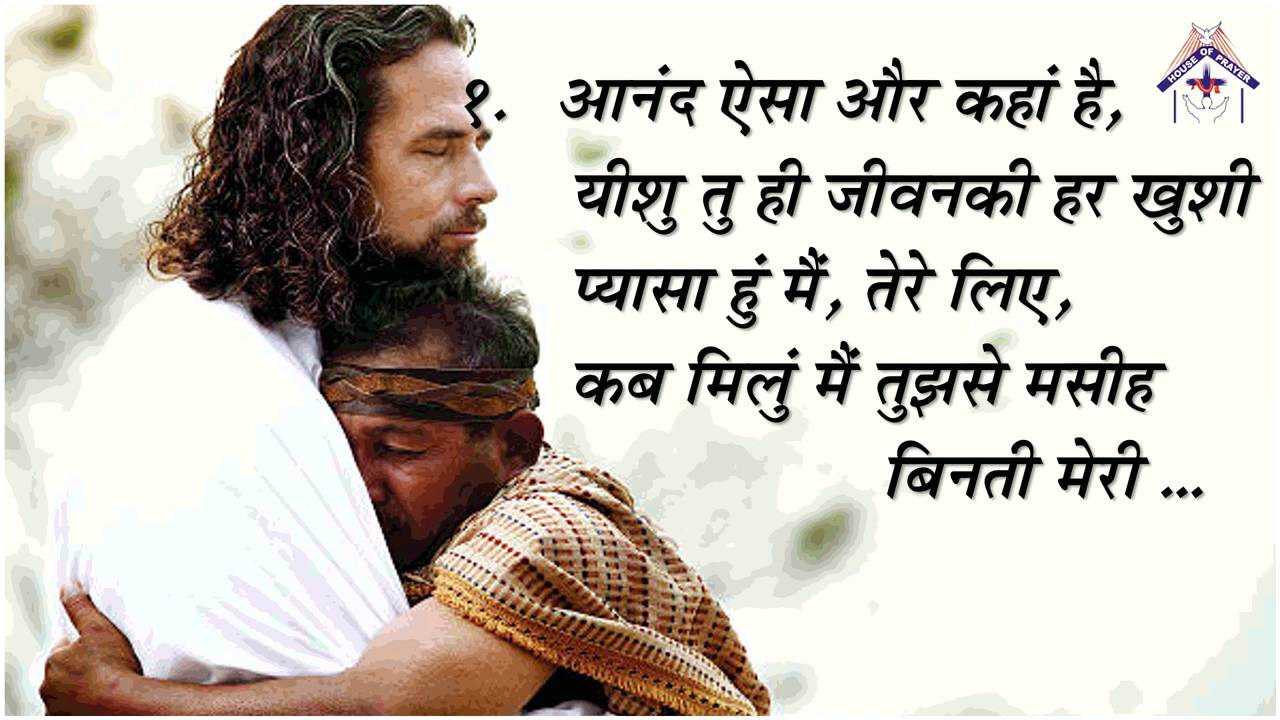 HOUSE OF PRAYER
१. आनंद ऐसा और कहां है,
यीशु तु ही जीवनकी हर खुशी
प्यासा हुं मैं, तेरे लिए,
कब मिलुं मैं तुझसे मसीह
बिनती मेरी ...